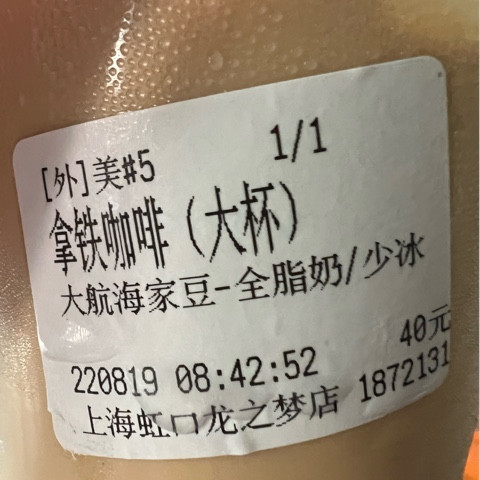 [外]美#5 1/1
拿铁咖啡（大杯）
大航海家豆-全脂奶/少冰
40元
220819 08:42:52
上海虹口龙之梦店 1872131